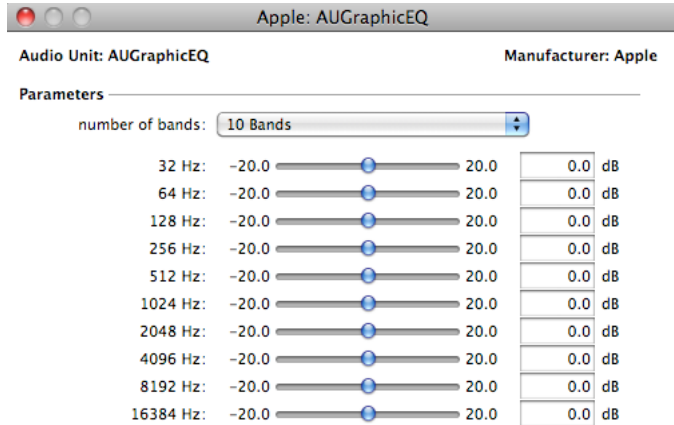 Apple: AUGraphicEQ
Audio Unit: AUGraphicEQ Manufacturer: Apple
Parameters
number of bands: 10 Bands
32 Hz: -20.0 20.0 0.0 dB
64 Hz: -20.0 20.0 0.0 dB
128 Hz: -20.0 20.0 0.0 dB
256 Hz: -20.0 20.0 0.0 dB
512 Hz: -20.0 20.0 0.0 dB
1024 Hz: -20.0 20.0 0.0 dB
2048 Hz: -20.0 20.0 0.0 dB
4096 Hz: -20.0 20.0 0.0 dB
8192 Hz: -20.0 20.0 0.0 dB
16384 Hz: -20.0 20.0 0.0 dB